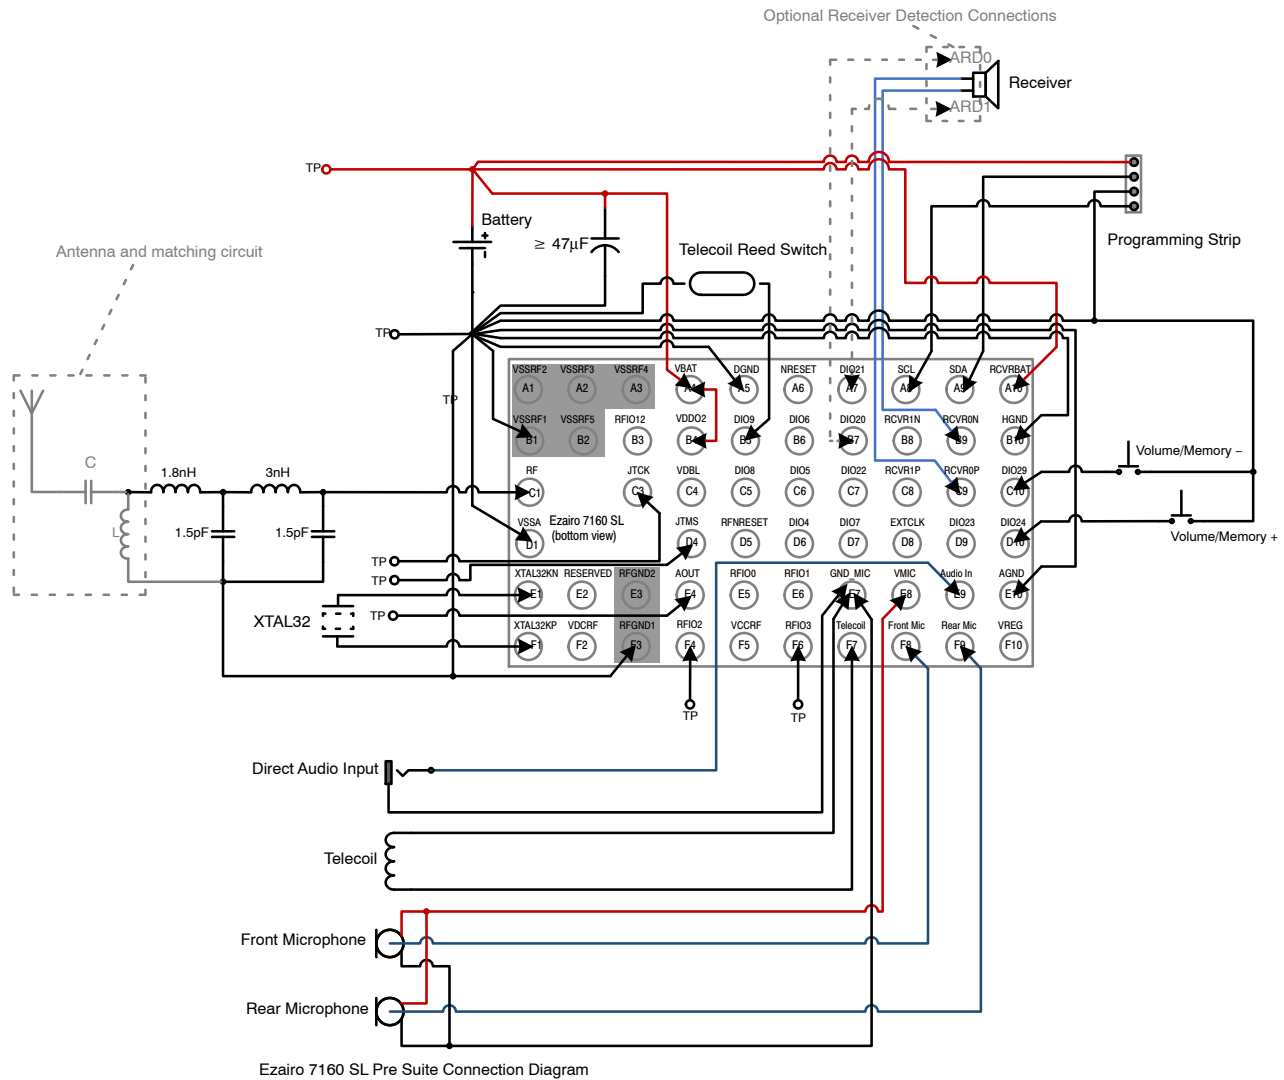 Optional Receiver Detection Connections
ARD0
Receiver
ARD1
TP
Battery
+
-
≥ 47µF
Telecoil Reed Switch
Programming Strip
Antenna and matching circuit
TP
TP
VSSRF2 VSSRF3 VSSRF4 VBAT DGND NRESET DIO21 SCL SDA RCVRBAT
A1 A2 A3 A4 A5 A6 A7 A8 A9 A10
VSSRF1 VSSRF5 RFIO12 VDDO2 DIO9 DIO6 DIO20 RCVR1N RCVR0N HGND
B1 B2 B3 B4 B5 B6 B7 B8 B9 B10
Volume/Memory −
C
1.8nH 3nH
RF JTCK VDBL DIO8 DIO5 DIO22 RCVR1P RCVR0P DIO29
C1 C3 C4 C5 C6 C7 C8 C9 C10
L
1.5pF 1.5pF
Ezairo 7160 SL
(bottom view)
VSSA JTMS RFNRESET DIO4 DIO7 EXTCLK DIO23 DIO24
D1 D4 D5 D6 D7 D8 D9 D10
Volume/Memory +
TP
TP
XTAL32KN RESERVED RFGND2 AOUT RFIO0 RFIO1 GND_MIC VMIC Audio In AGND
E1 E2 E3 E4 E5 E6 E7 E8 E9 E10
TP
XTAL32
XTAL32KP VDCRF RFGND1 RFIO2 VCCRF RFIO3 Telecoil Front Mic Rear Mic VREG
F1 F2 F3 F4 F5 F6 F7 F8 F9 F10
TP TP
Direct Audio Input
Telecoil
Front Microphone
Rear Microphone
Ezairo 7160 SL Pre Suite Connection Diagram